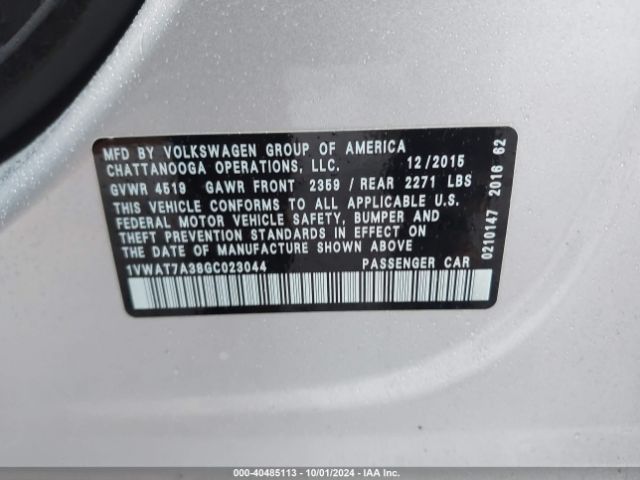 MFD BY VOLKSWAGEN GROUP OF AMERICA
CHATTANOOGA OPERATIONS, LLC. 12/2015
GVWR 4519 GAWR FRONT 2359 / REAR 2271 LBS
THIS VEHICLE CONFORMS TO ALL APPLICABLE U.S.
FEDERAL MOTOR VEHICLE SAFETY, BUMPER AND
THEFT PREVENTION STANDARDS IN EFFECT ON
THE DATE OF MANUFACTURE SHOWN ABOVE
1VWAT7A38GC023044 PASSENGER CAR
0210147 2016 62
000-40485113 - 10/01/2024 - IAAI.COM